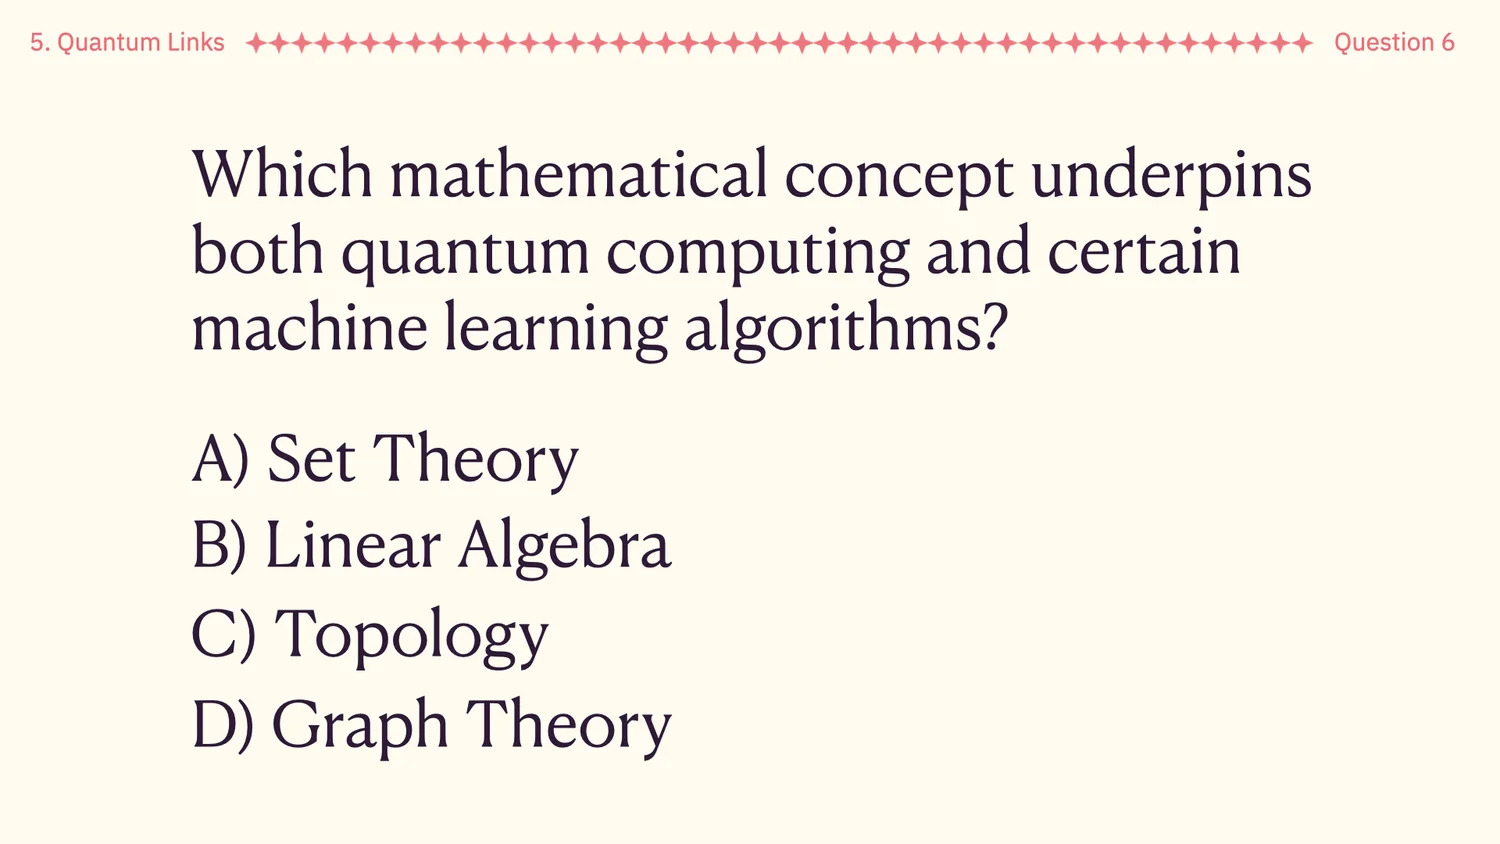 5. Quantum Links
Question 6
Which mathematical concept underpins
both quantum computing and certain
machine learning algorithms?
A) Set Theory
B) Linear Algebra
C) Topology
D) Graph Theory